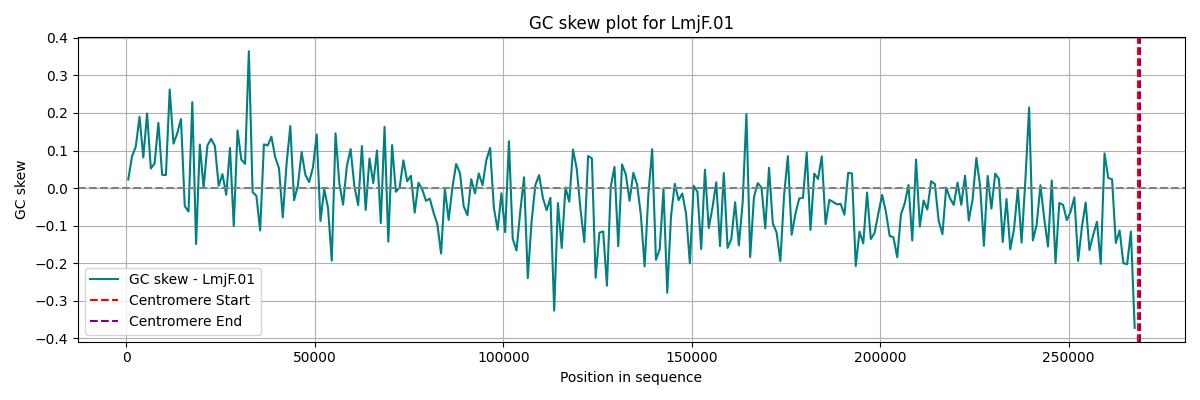 GC skew plot for LmjF.01
0.4
0.3
0.2
0.1
0.0
−0.1
−0.2
−0.3
−0.4
GC skew
GC skew - LmjF.01
Centromere Start
Centromere End
0 50000 100000 150000 200000 250000
Position in sequence